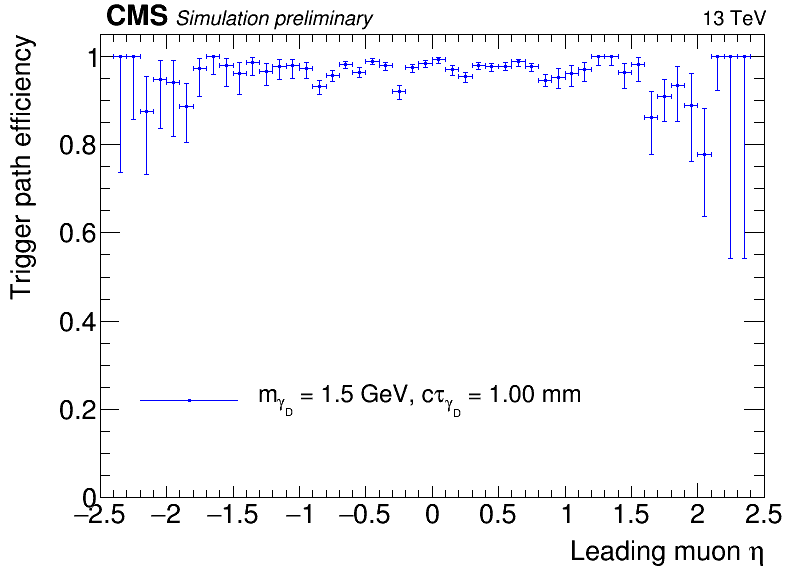 CMS Simulation preliminary 13 TeV
Trigger path efficiency
1
0.8
0.6
0.4
0.2
0
m_γ_D = 1.5 GeV, cτ_γ_D = 1.00 mm
−2.5 −2 −1.5 −1 −0.5 0 0.5 1 1.5 2 2.5
Leading muon η